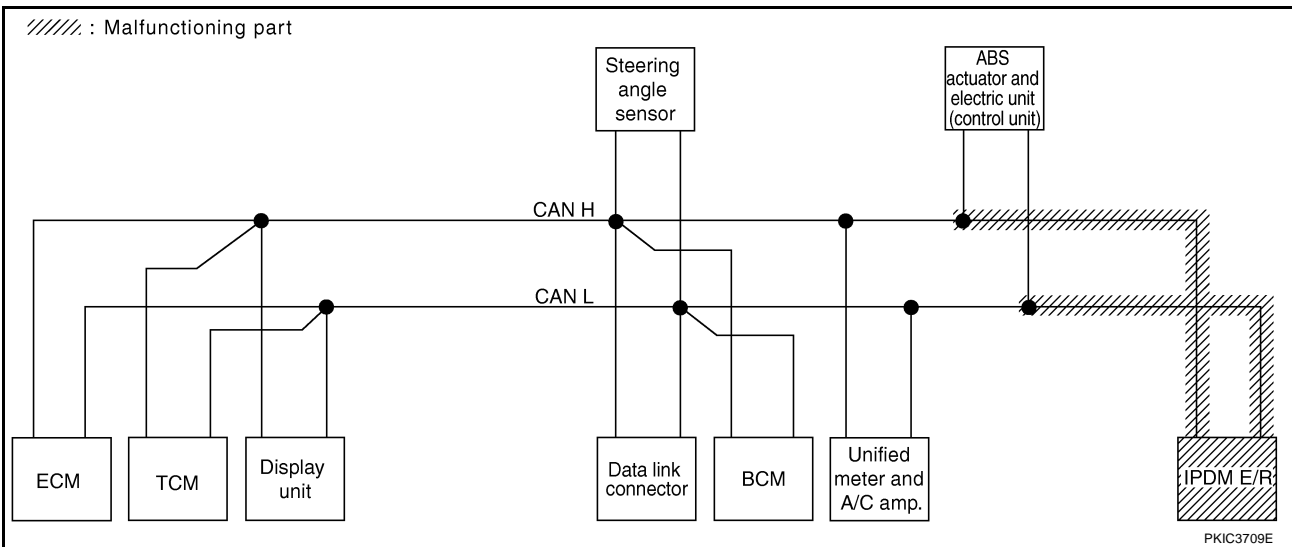 : Malfunctioning part
Steering
angle
sensor
ABS
actuator and
electric unit
(control unit)
CAN H
CAN L
ECM
TCM
Display
unit
Data link
connector
BCM
Unified
meter and
A/C amp.
IPDM E/R
PKIC3709E